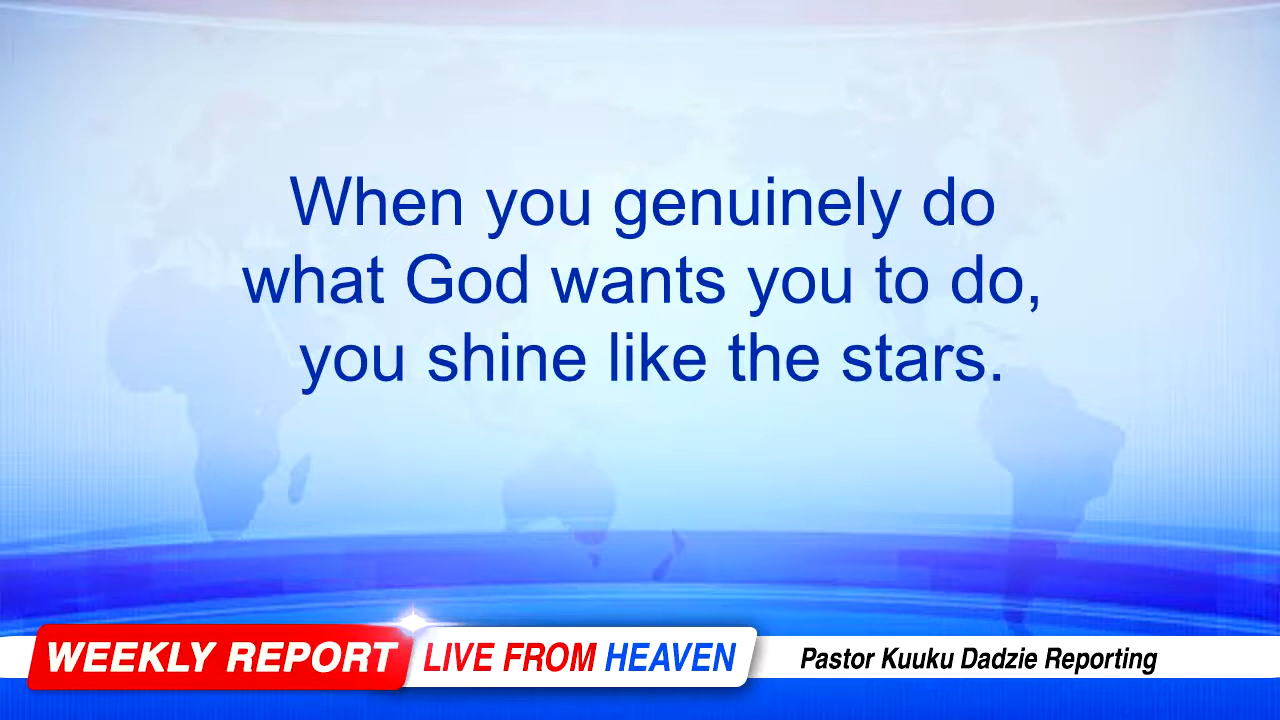 When you genuinely do
what God wants you to do,
you shine like the stars.
WEEKLY REPORT LIVE FROM HEAVEN Pastor Kuuku Dadzie Reporting